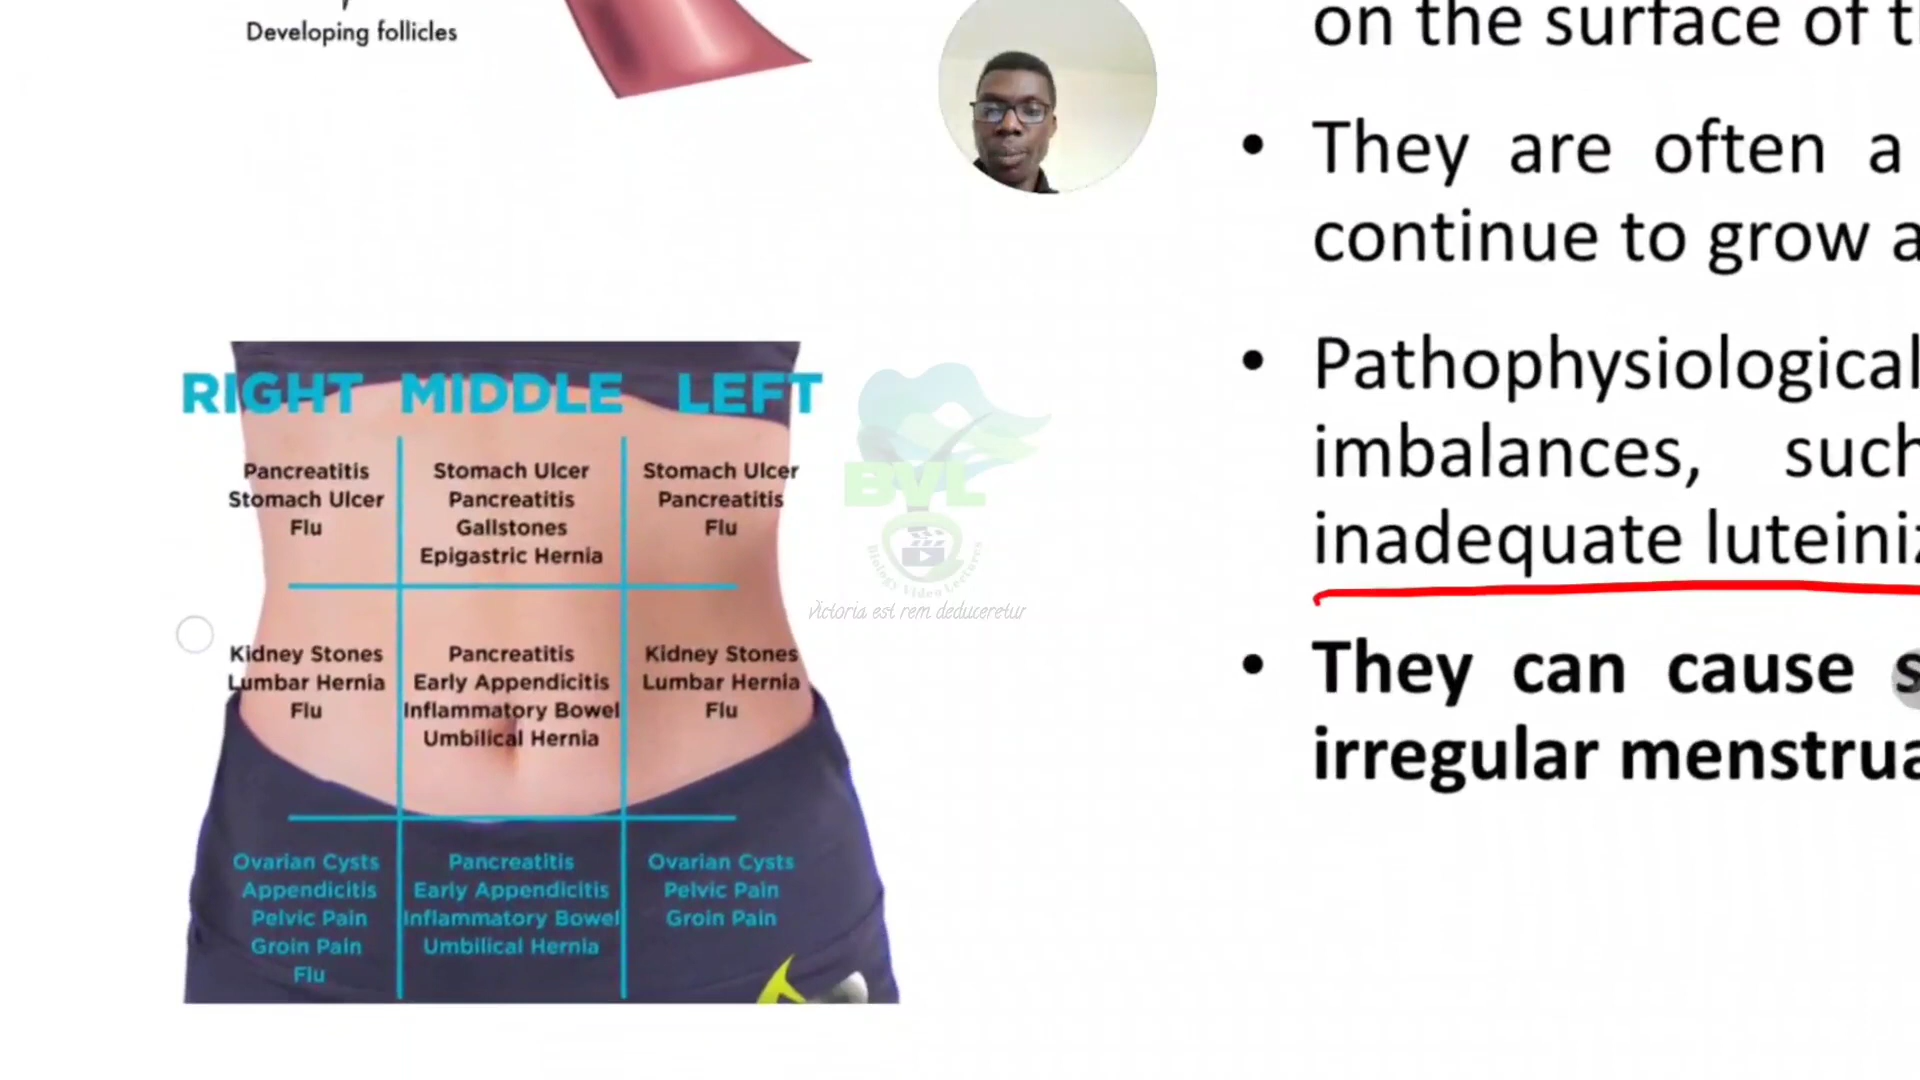 Developing follicles
on the surface of
They are often a
continue to grow
Pathophysiological
imbalances, such
inadequate
They can cause
irregular
RIGHT MIDDLE LEFT
Pancreatitis
Stomach Ulcer
Flu
Stomach Ulcer
Pancreatitis
Gallstones
Epigastric Hernia
Stomach Ulcer
Pancreatitis
Flu
Kidney Stones
Lumbar Hernia
Flu
Pancreatitis
Early Appendicitis
Inflammatory Bowel
Umbilical Hernia
Kidney Stones
Lumbar Hernia
Flu
Ovarian Cysts
Appendicitis
Pelvic Pain
Groin Pain
Flu
Pancreatitis
Early Appendicitis
Inflammatory Bowel
Umbilical Hernia
Ovarian Cysts
Pelvic Pain
Groin Pain
BVL
Biology Video Lectures
Victoria est rem deduceretur